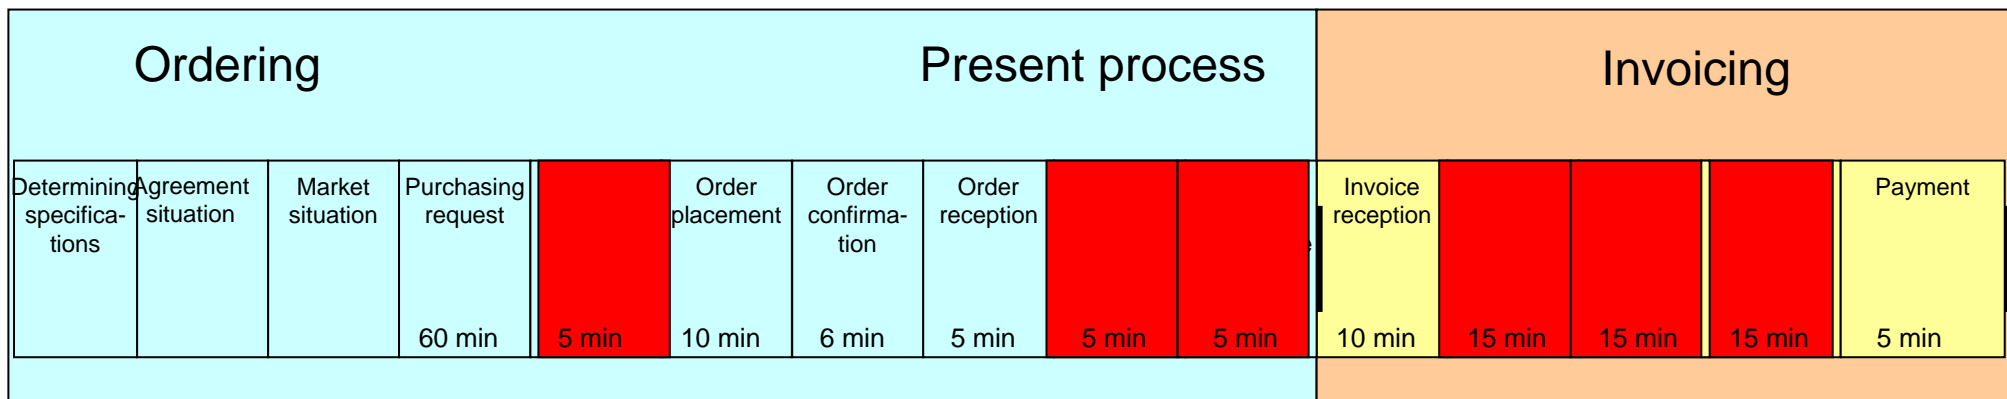 Ordering
Present process
Invoicing
Determining
specifica-
tions
Agreement
situation
Market
situation
Purchasing
request
60 min
5 min
Order
placement
10 min
Order
confirma-
tion
6 min
Order
reception
5 min
5 min
5 min
Invoice
reception
10 min
15 min
15 min
15 min
Payment
5 min